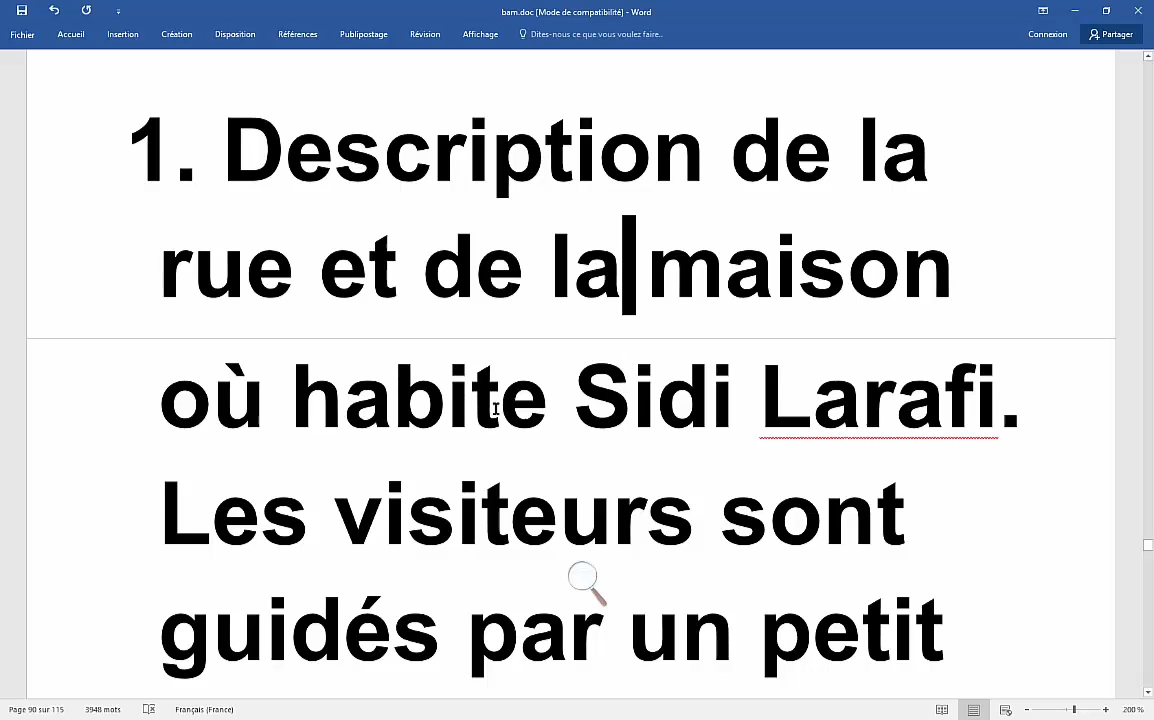 bam.doc [Mode de compatibilité] - Word
Fichier Accueil Insertion Création Disposition Références Publipostage Révision Affichage Dites-nous ce que vous voulez faire.. Connexion Partager
1. Description de la
rue et de la maison
où habite Sidi Larafi.
Les visiteurs sont
guidés par un petit
Page 90 sur 115 3948 mots Français (France) 200 %